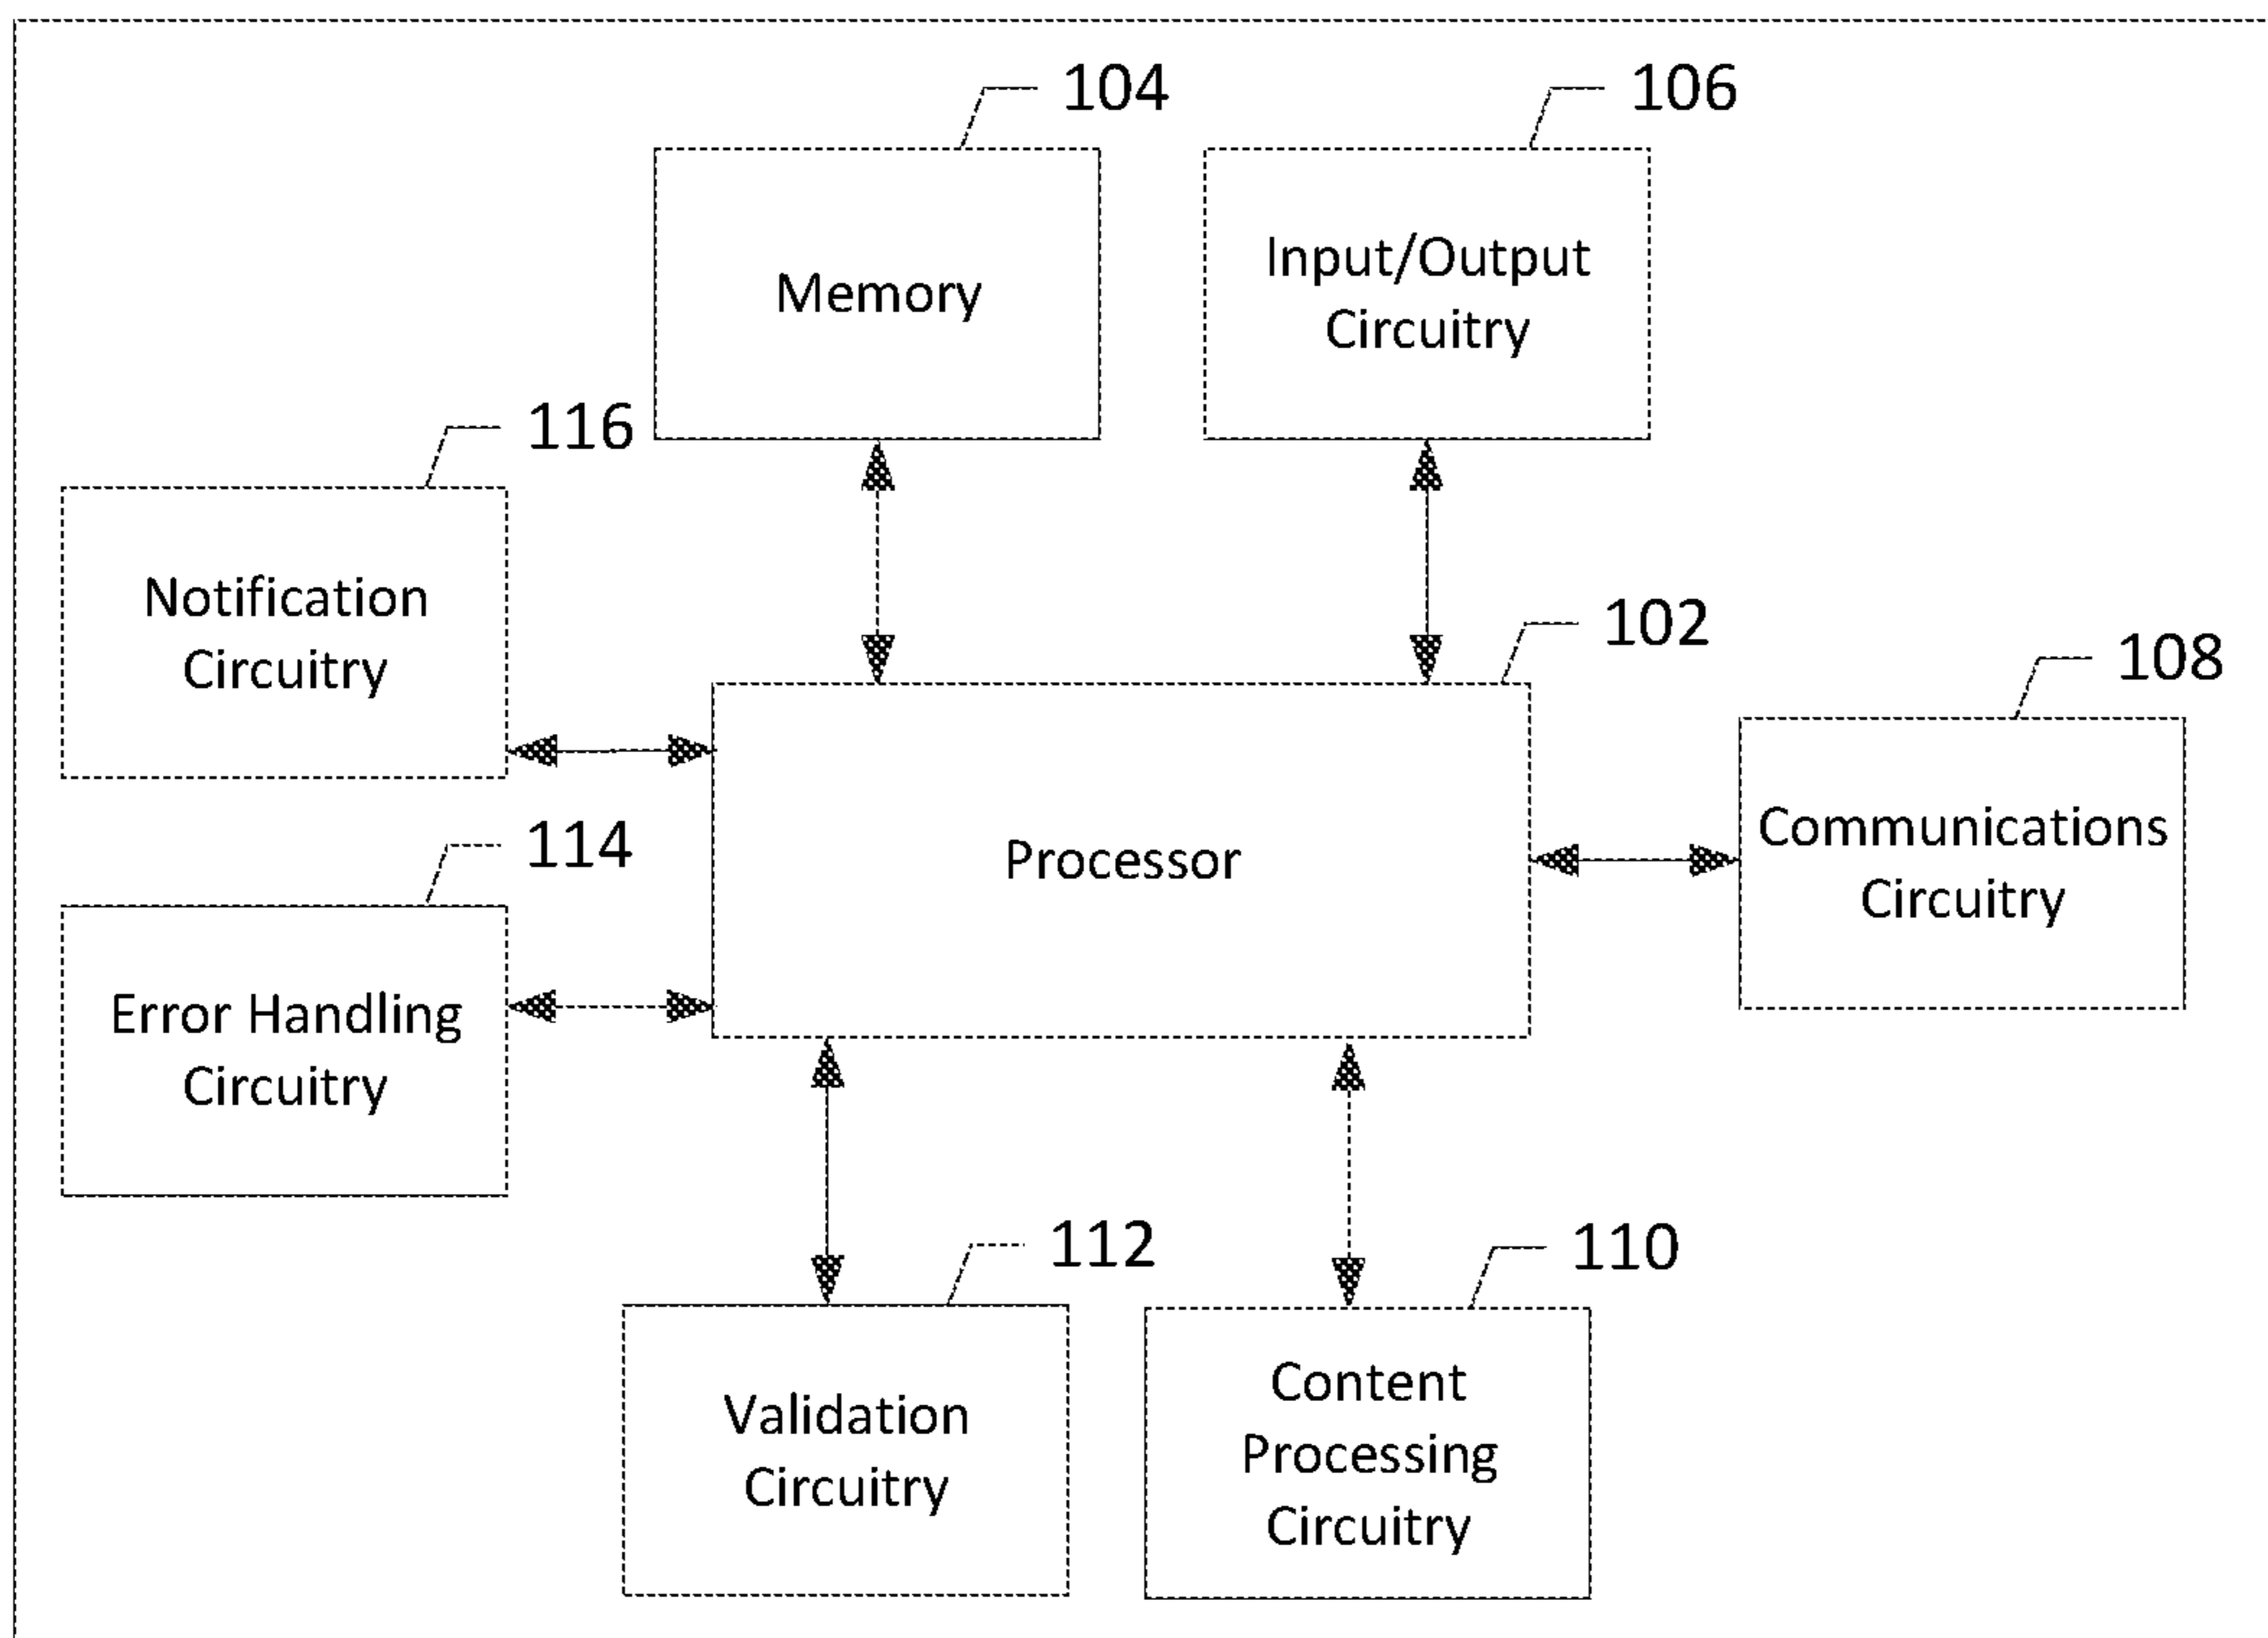 104
106
Memory
Input/Output
Circuitry
116
Notification
Circuitry
102
108
Processor
Communications
Circuitry
114
Error Handling
Circuitry
112
110
Validation
Circuitry
Content
Processing
Circuitry